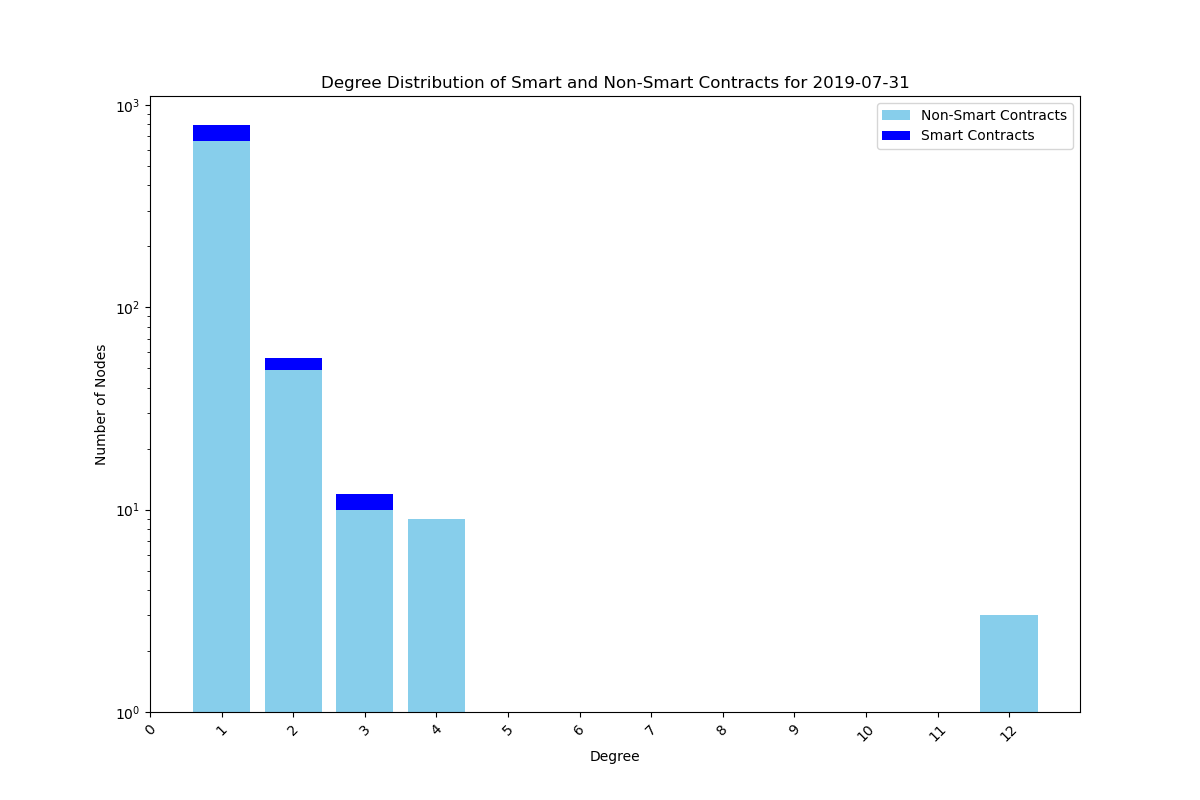 Degree Distribution of Smart and Non-Smart Contracts for 2019-07-31
Non-Smart Contracts
Smart Contracts
Number of Nodes
10³
10²
10¹
10⁰
0 1 2 3 4 5 6 7 8 9 10 11 12
Degree